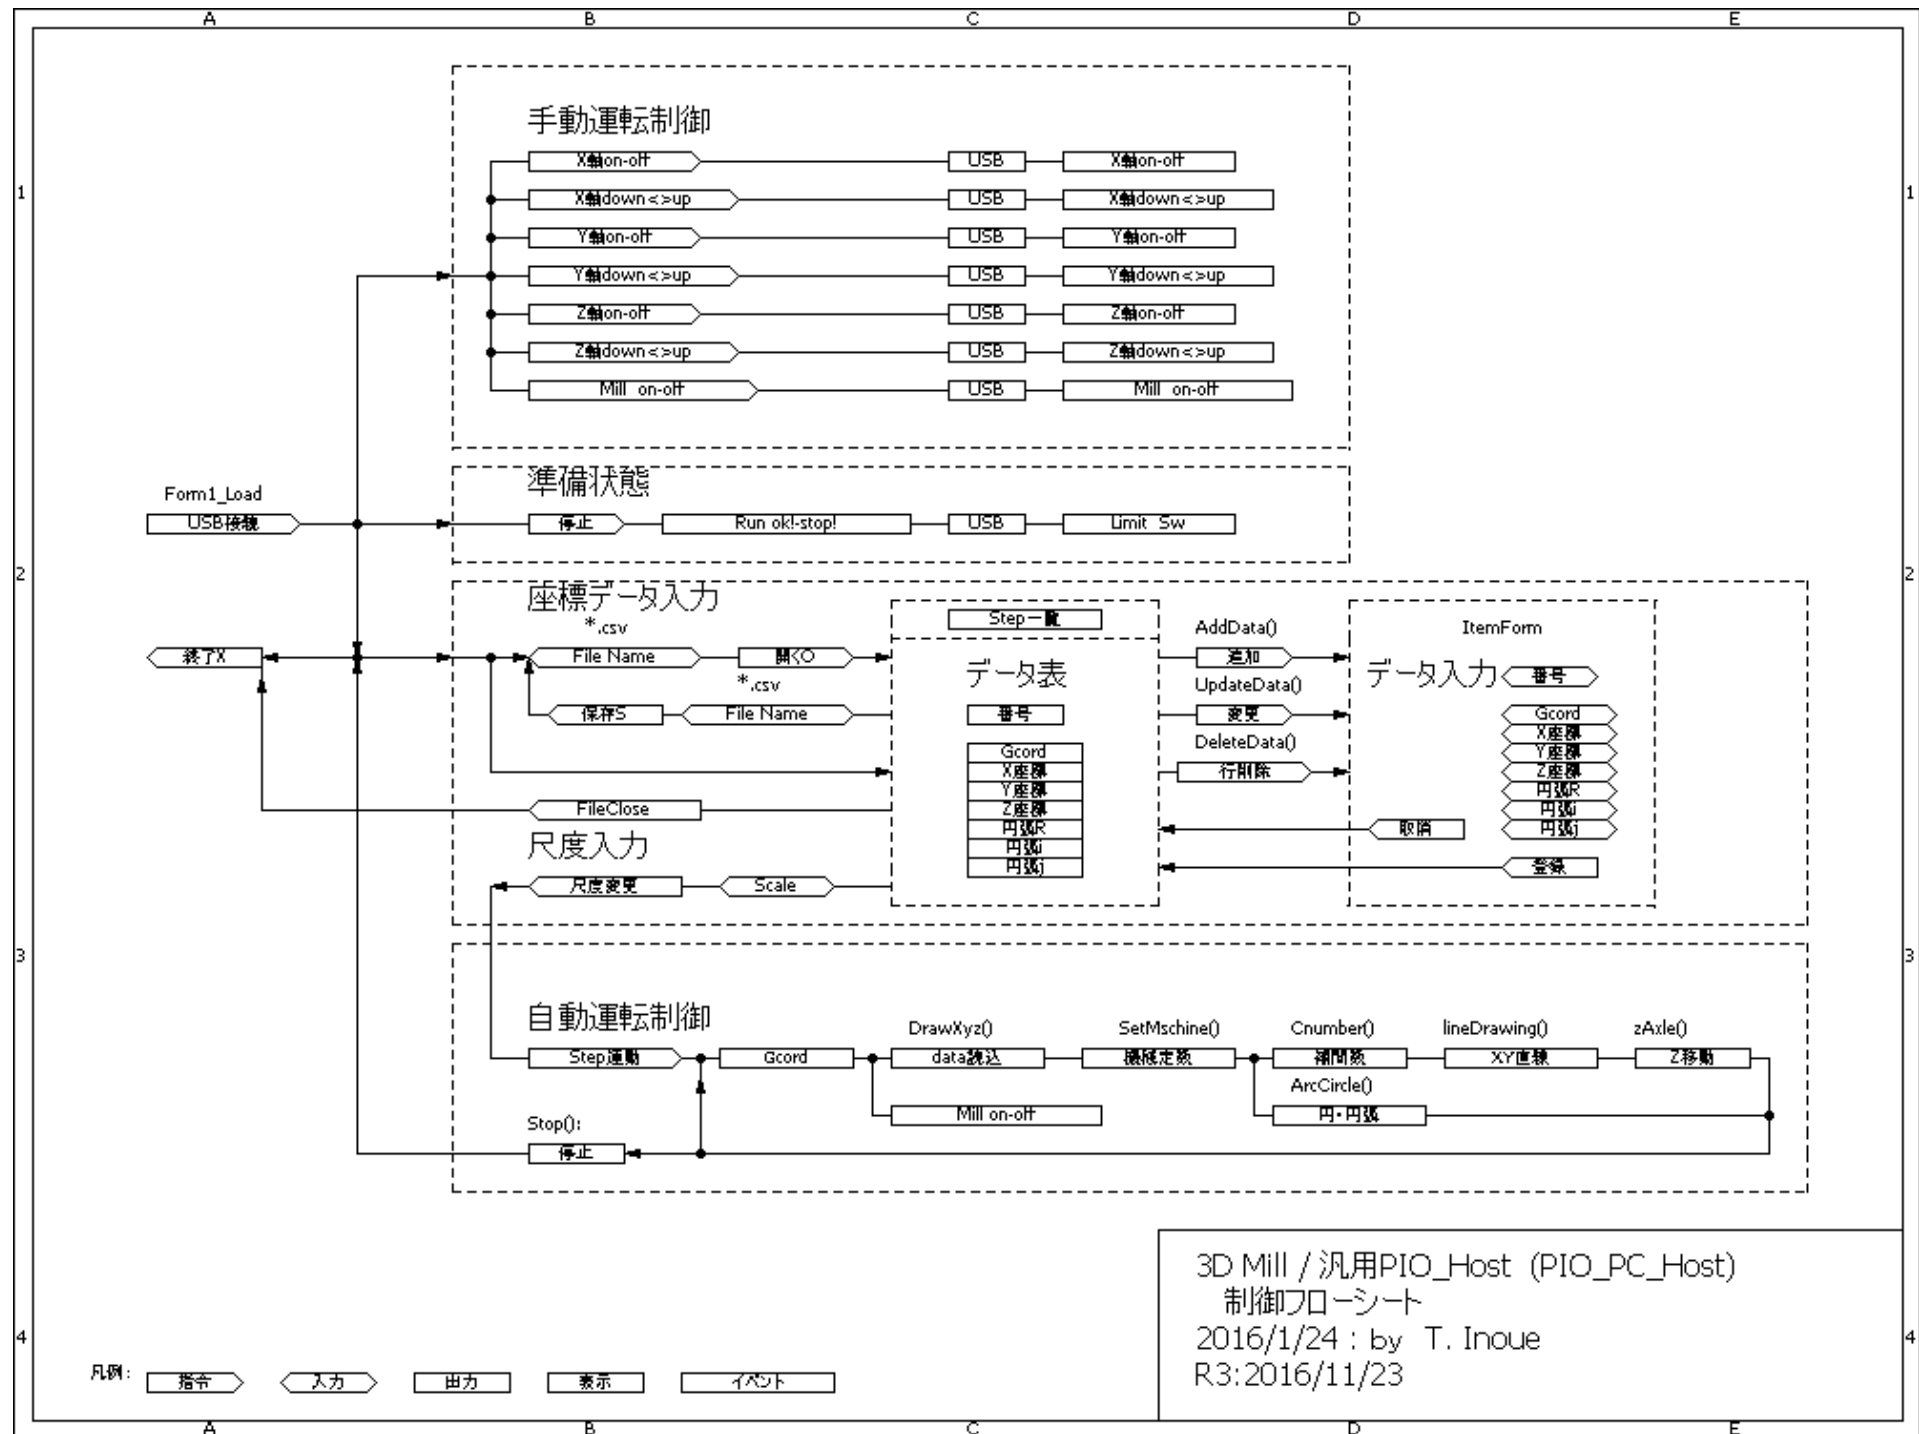 A B C D E
手動運転制御
X軸on-off USB X軸on-off
1 1
X軸down<>up USB X軸down<>up
Y軸on-off USB Y軸on-off
Y軸down<>up USB Y軸down<>up
Z軸on-off USB Z軸on-off
Z軸down<>up USB Z軸down<>up
Mill on-off USB Mill on-off
準備状態
Form1_Load
USB接続 停止 Run ok!-stop! USB Limit Sw
2 2
座標データ入力
*.csv
Step一覧
AddData() ItemForm
終了X File Name 開くO 追加
データ表 データ入力 番号
*.csv UpdateData()
保存S File Name 番号 変更 Gcord
X座標
DeleteData()
Gcord Y座標
X座標 行削除 Z座標
Y座標 円弧R
FileClose Z座標 円弧i
円弧R 取消 円弧j
尺度入力
円弧i
円弧j 登録
尺度変更 Scale
3 3
自動運転制御
DrawXyz() SetMschine() Cnumber() lineDrawing() zAxle()
Step運動 Gcord data読込 機械定数 補間数 XY直線 Z移動
ArcCircle()
Mill on-off 円・円弧
Stop():
停止
3D Mill / 汎用PIO_Host (PIO_PC_Host)
制御フローシート
2016/1/24 : by T. Inoue
4 4
R3:2016/11/23
凡例: 指令 入力 出力 表示 イベント
A B C D E